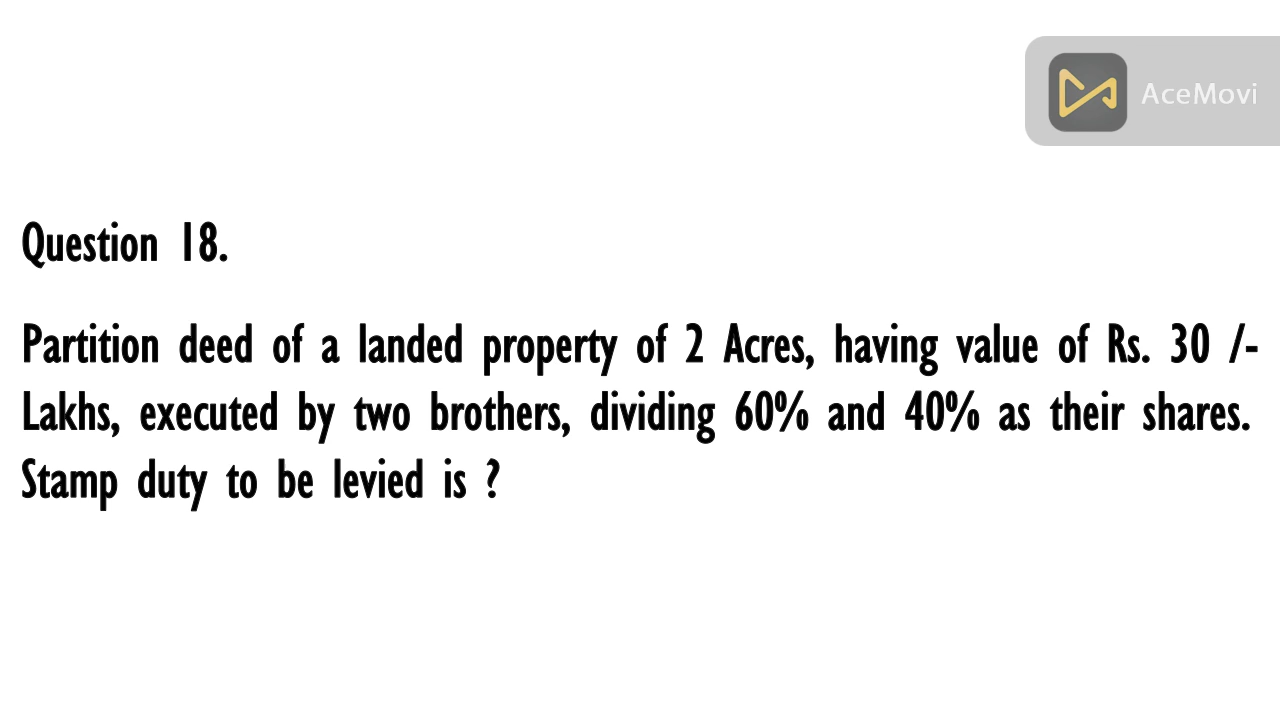 AceMovi
Question 18.
Partition deed of a landed property of 2 Acres, having value of Rs. 30 /-
Lakhs, executed by two brothers, dividing 60% and 40% as their shares.
Stamp duty to be levied is ?